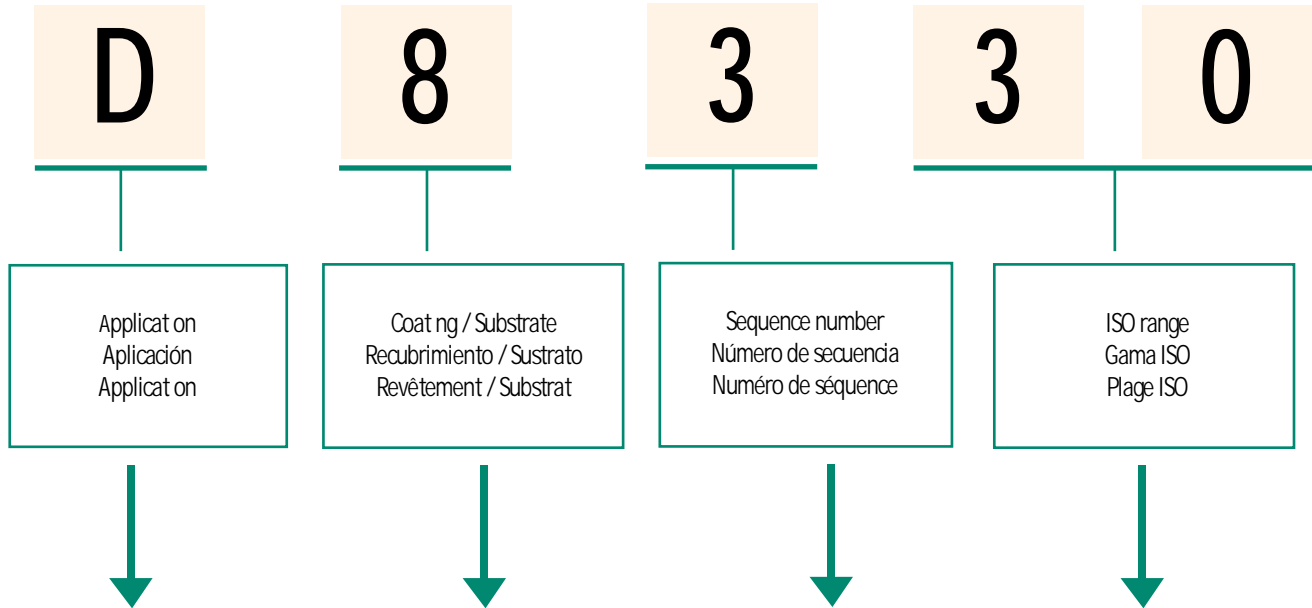 D 8 3 3 0
Applicat on
Aplicación
Applicat on
Coat ng / Substrate
Recubrimiento / Sustrato
Revêtement / Substrat
Sequence number
Número de secuencia
Numéro de séquence
ISO range
Gama ISO
Plage ISO